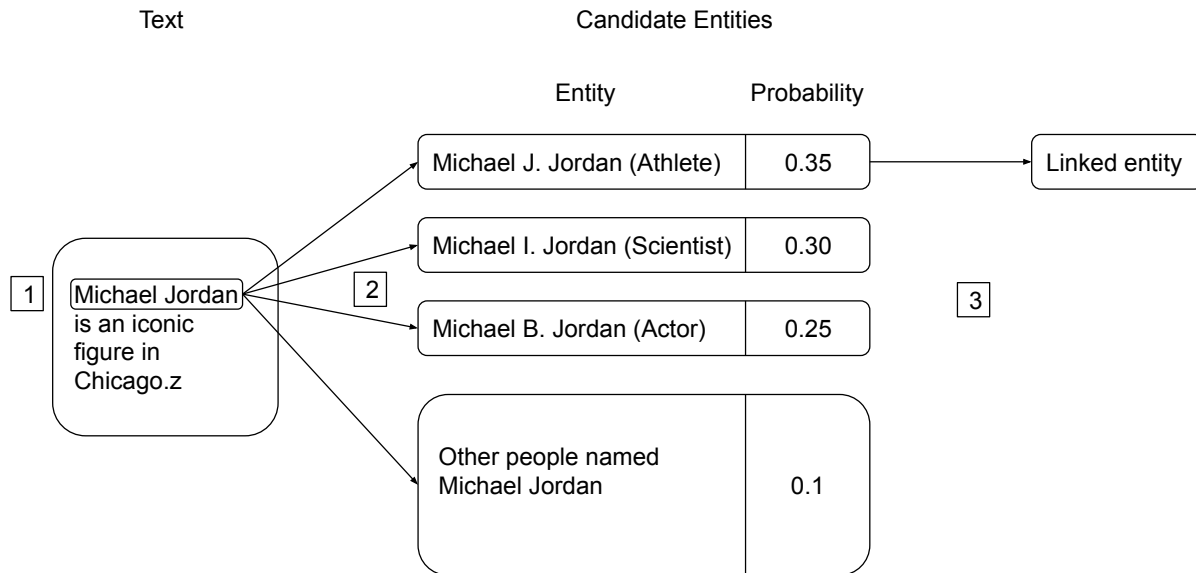 Text
Candidate Entities
Entity
Probability
Michael J. Jordan (Athlete)
0.35
Linked entity
Michael I. Jordan (Scientist)
0.30
1
Michael Jordan
is an iconic
figure in
Chicago.z
2
3
Michael B. Jordan (Actor)
0.25
Other people named
Michael Jordan
0.1